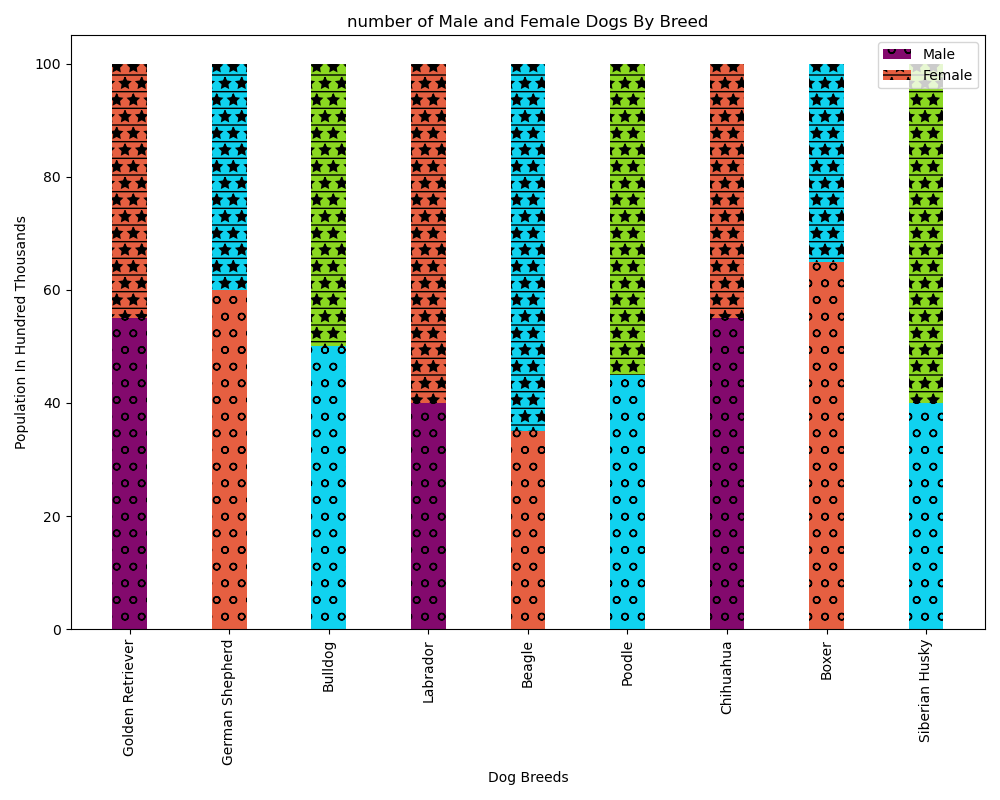 number of Male and Female Dogs By Breed
Male
Female
Population In Hundred Thousands
100
80
60
40
20
0
Golden Retriever
German Shepherd
Bulldog
Labrador
Beagle
Poodle
Chihuahua
Boxer
Siberian Husky
Dog Breeds